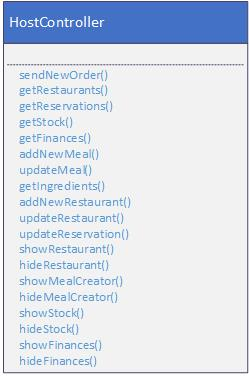 HostController
sendNewOrder()
getRestaurants()
getReservations()
getStock()
getFinances()
addNewMeal()
updateMeal()
getIngredients()
addNewRestaurant()
updateRestaurant()
updateReservation()
showRestaurant()
hideRestaurant()
showMealCreator()
hideMealCreator()
showStock()
hideStock()
showFinances()
hideFinances()